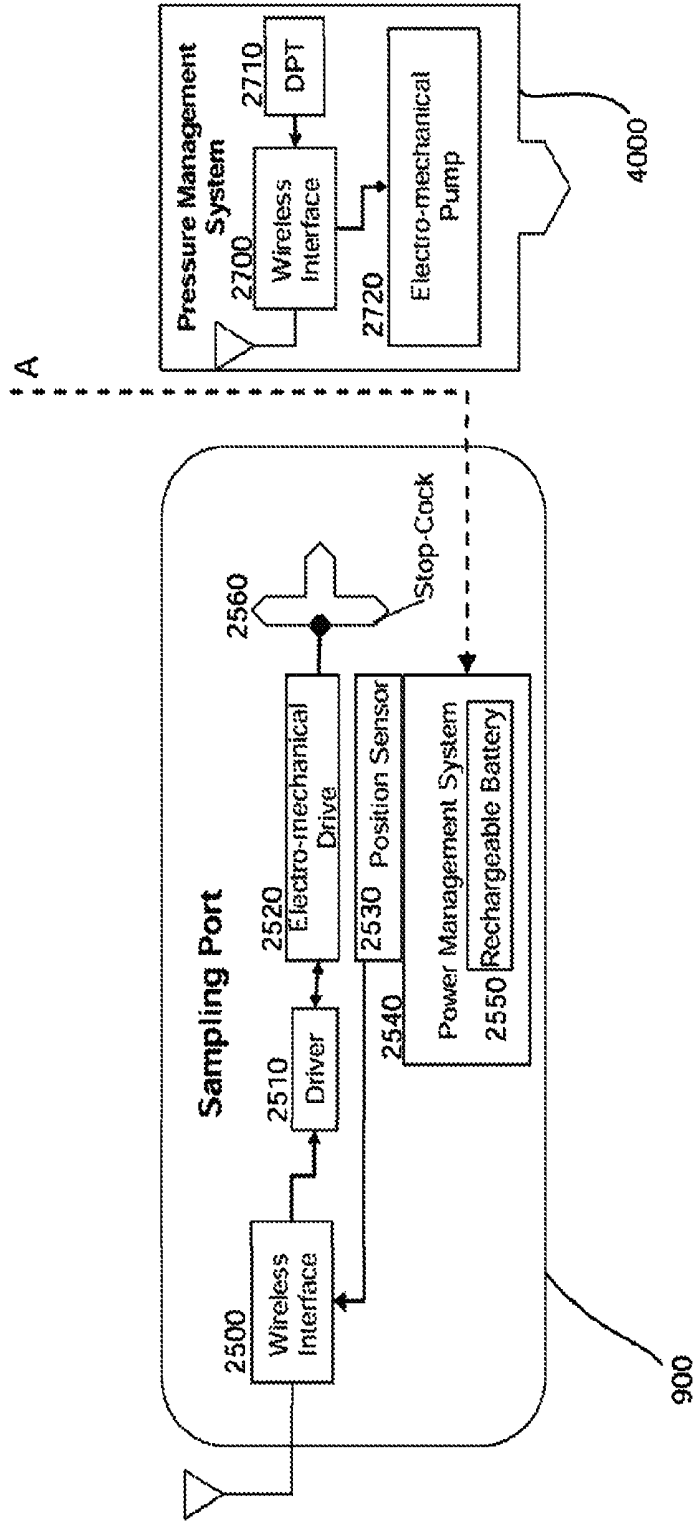 Sampling Port
2500
Wireless
Interface
2510
Driver
2520
Electro-mechanical
Drive
2560
Stop-Cock
2530 Position Sensor
2540
Power Management System
2550 Rechargeable Battery
900
A
Pressure Management
System
2700
Wireless
Interface
2710
DPT
2720
Electro-mechanical
Pump
4000